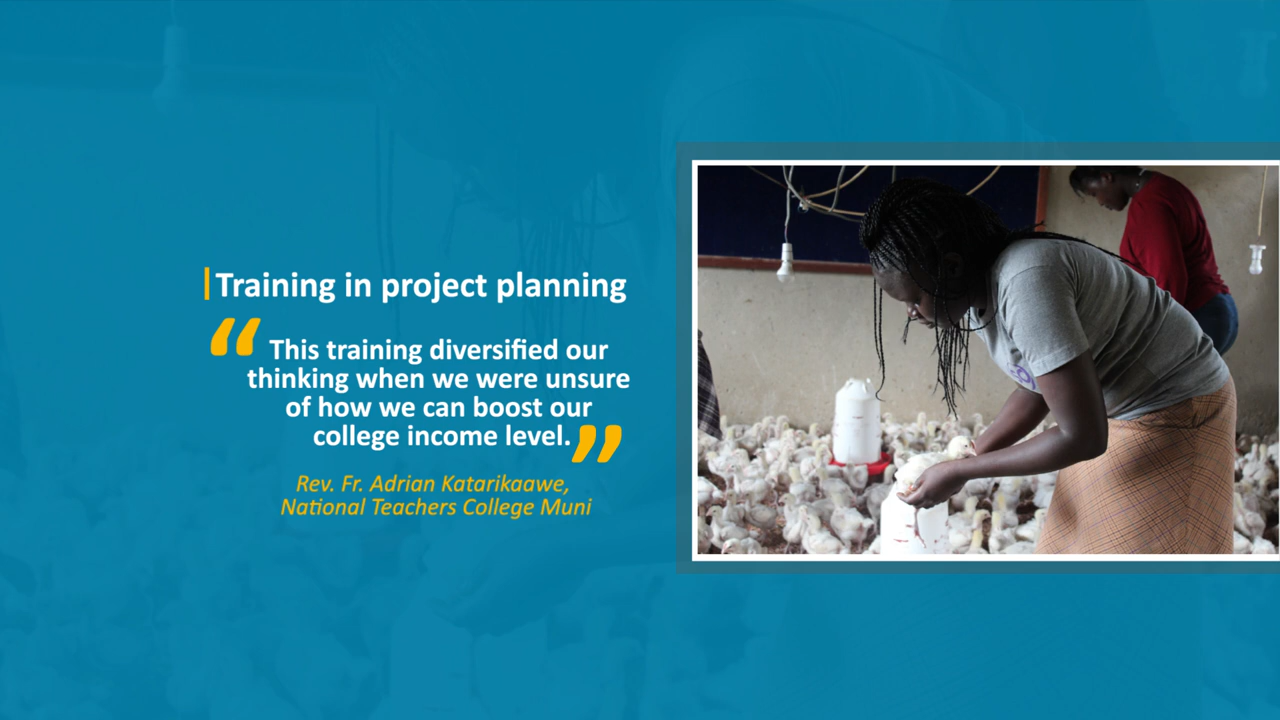 Training in project planning
“ This training diversified our
thinking when we were unsure
of how we can boost our
college income level. ”
Rev. Fr. Adrian Katarikaawe,
National Teachers College Muni